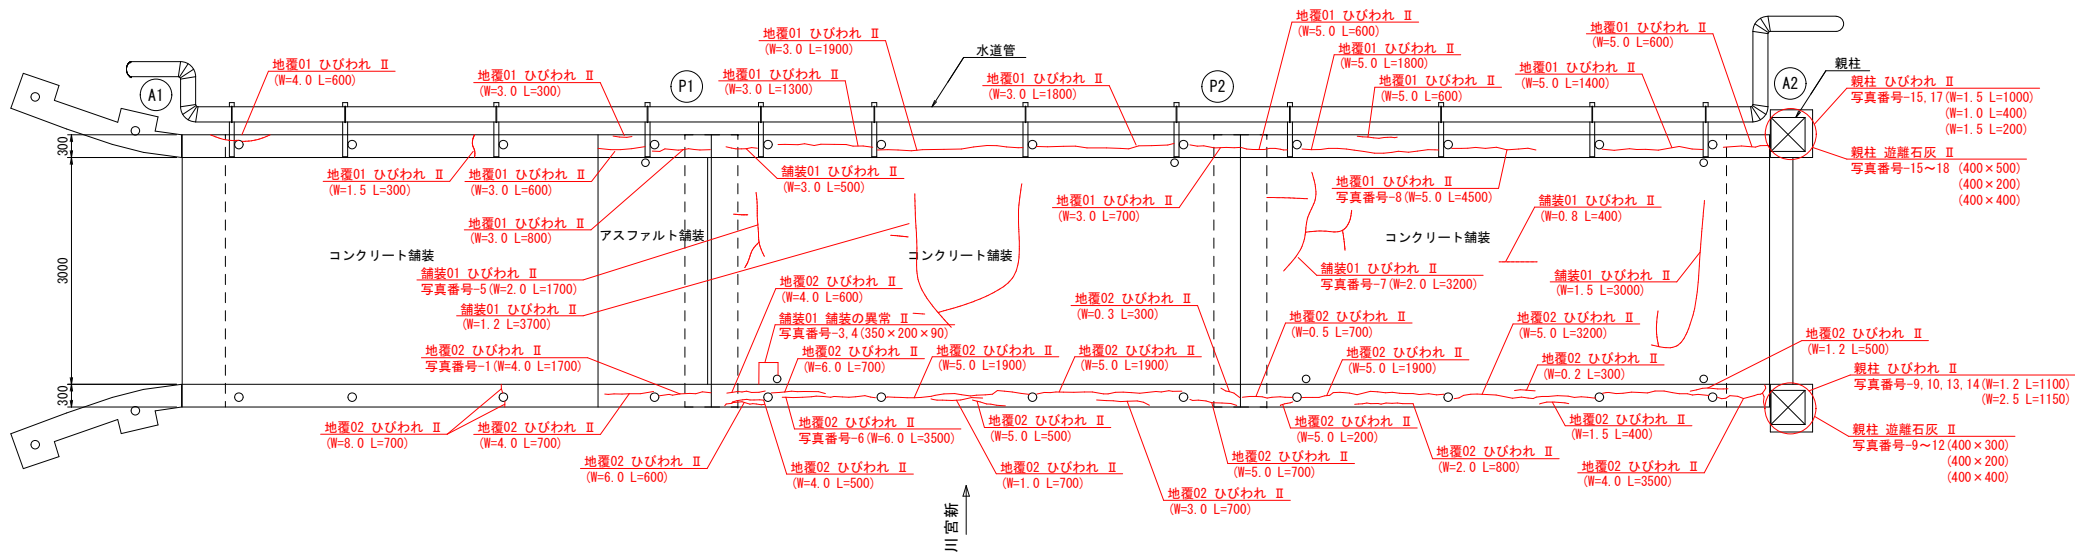 地覆01 ひびわれ Ⅱ
(W=4.0 L=600)
地覆01 ひびわれ Ⅱ
(W=3.0 L=300)
地覆01 ひびわれ Ⅱ
(W=3.0 L=1900)
地覆01 ひびわれ Ⅱ
(W=3.0 L=1300)
水道管
地覆01 ひびわれ Ⅱ
(W=3.0 L=1800)
地覆01 ひびわれ Ⅱ
(W=5.0 L=600)
地覆01 ひびわれ Ⅱ
(W=5.0 L=1800)
地覆01 ひびわれ Ⅱ
(W=5.0 L=600)
地覆01 ひびわれ Ⅱ
(W=5.0 L=600)
地覆01 ひびわれ Ⅱ
(W=5.0 L=1400)
親柱
A1
P1
P2
A2
親柱 ひびわれ Ⅱ
写真番号-15,17(W=1.5 L=1000)
(W=1.0 L=400)
(W=1.5 L=200)
親柱 遊離石灰 Ⅱ
写真番号-15～18 (400×500)
(400×200)
(400×400)
300
3000
300
地覆01 ひびわれ Ⅱ
(W=1.5 L=300)
地覆01 ひびわれ Ⅱ
(W=3.0 L=600)
地覆01 ひびわれ Ⅱ
(W=3.0 L=800)
舗装01 ひびわれ Ⅱ
(W=3.0 L=500)
地覆01 ひびわれ Ⅱ
(W=3.0 L=700)
地覆01 ひびわれ Ⅱ
写真番号-8(W=5.0 L=4500)
舗装01 ひびわれ Ⅱ
(W=0.8 L=400)
コンクリート舗装
アスファルト舗装
コンクリート舗装
コンクリート舗装
舗装01 ひびわれ Ⅱ
写真番号-5(W=2.0 L=1700)
舗装01 ひびわれ Ⅱ
(W=1.2 L=3700)
舗装01 ひびわれ Ⅱ
写真番号-7(W=2.0 L=3200)
舗装01 ひびわれ Ⅱ
(W=1.5 L=3000)
地覆02 ひびわれ Ⅱ
(W=4.0 L=600)
舗装01 舗装の異常 Ⅱ
写真番号-3,4(350×200×90)
地覆02 ひびわれ Ⅱ
(W=0.3 L=300)
地覆02 ひびわれ Ⅱ
(W=0.5 L=700)
地覆02 ひびわれ Ⅱ
(W=5.0 L=3200)
地覆02 ひびわれ Ⅱ
(W=1.2 L=500)
地覆02 ひびわれ Ⅱ
写真番号-1(W=4.0 L=1700)
地覆02 ひびわれ Ⅱ
(W=6.0 L=700)
地覆02 ひびわれ Ⅱ
(W=5.0 L=1900)
地覆02 ひびわれ Ⅱ
(W=5.0 L=1900)
地覆02 ひびわれ Ⅱ
(W=5.0 L=1900)
地覆02 ひびわれ Ⅱ
(W=0.2 L=300)
親柱 ひびわれ Ⅱ
写真番号-9,10,13,14(W=1.2 L=1100)
(W=2.5 L=1150)
親柱 遊離石灰 Ⅱ
写真番号-9～12(400×300)
(400×200)
(400×400)
地覆02 ひびわれ Ⅱ
(W=8.0 L=700)
地覆02 ひびわれ Ⅱ
(W=4.0 L=700)
地覆02 ひびわれ Ⅱ
(W=6.0 L=600)
地覆02 ひびわれ Ⅱ
写真番号-6(W=6.0 L=3500)
地覆02 ひびわれ Ⅱ
(W=4.0 L=500)
地覆02 ひびわれ Ⅱ
(W=5.0 L=500)
地覆02 ひびわれ Ⅱ
(W=1.0 L=700)
地覆02 ひびわれ Ⅱ
(W=3.0 L=700)
地覆02 ひびわれ Ⅱ
(W=5.0 L=700)
地覆02 ひびわれ Ⅱ
(W=5.0 L=200)
地覆02 ひびわれ Ⅱ
(W=2.0 L=800)
地覆02 ひびわれ Ⅱ
(W=1.5 L=400)
地覆02 ひびわれ Ⅱ
(W=4.0 L=3500)
川宮新